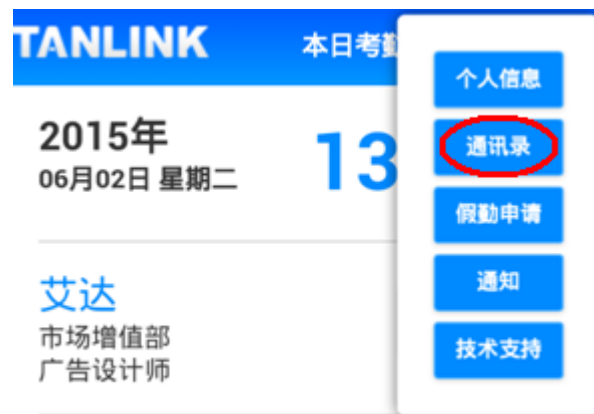 TANLINK
本日考勤
2015年
06月02日 星期二
13
艾达
市场增值部
广告设计师
个人信息
通讯录
假勤申请
通知
技术支持